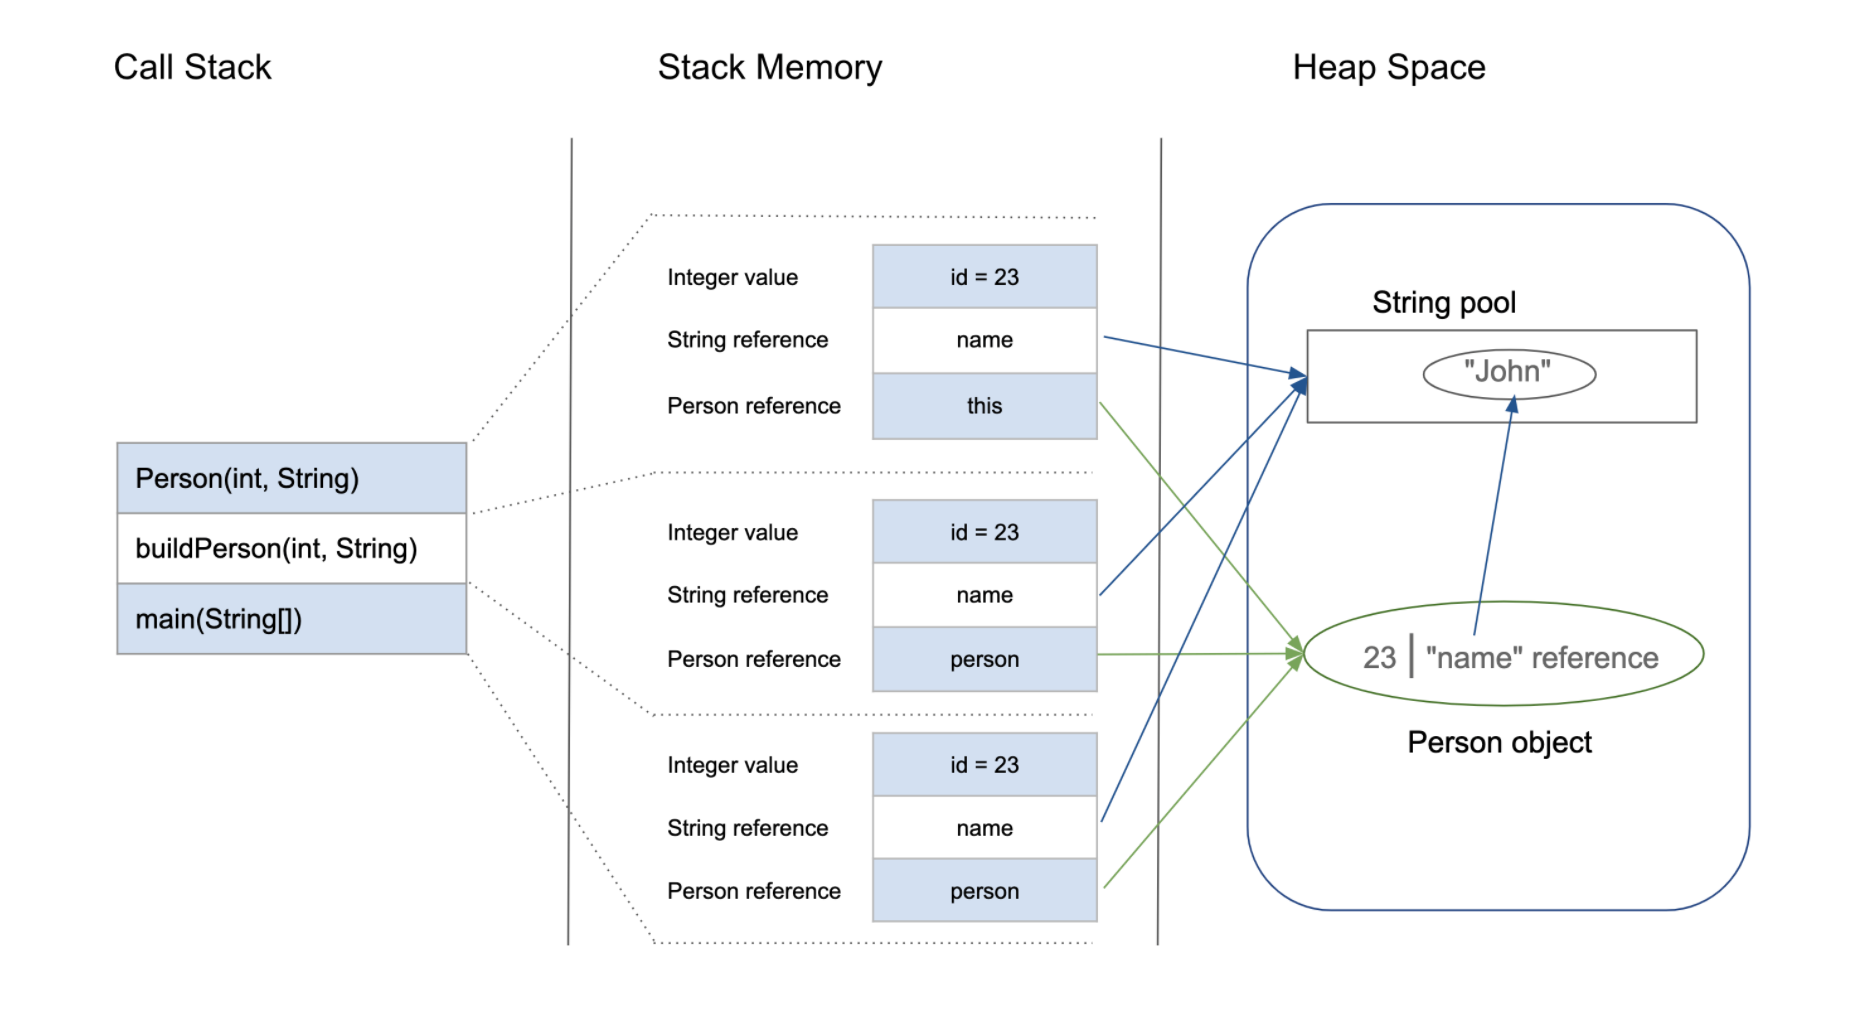 Call Stack
Stack Memory
Heap Space
Person(int, String)
buildPerson(int, String)
main(String[])
Integer value
id = 23
String reference
name
Person reference
this
Integer value
id = 23
String reference
name
Person reference
person
Integer value
id = 23
String reference
name
Person reference
person
String pool
"John"
23 | "name" reference
Person object